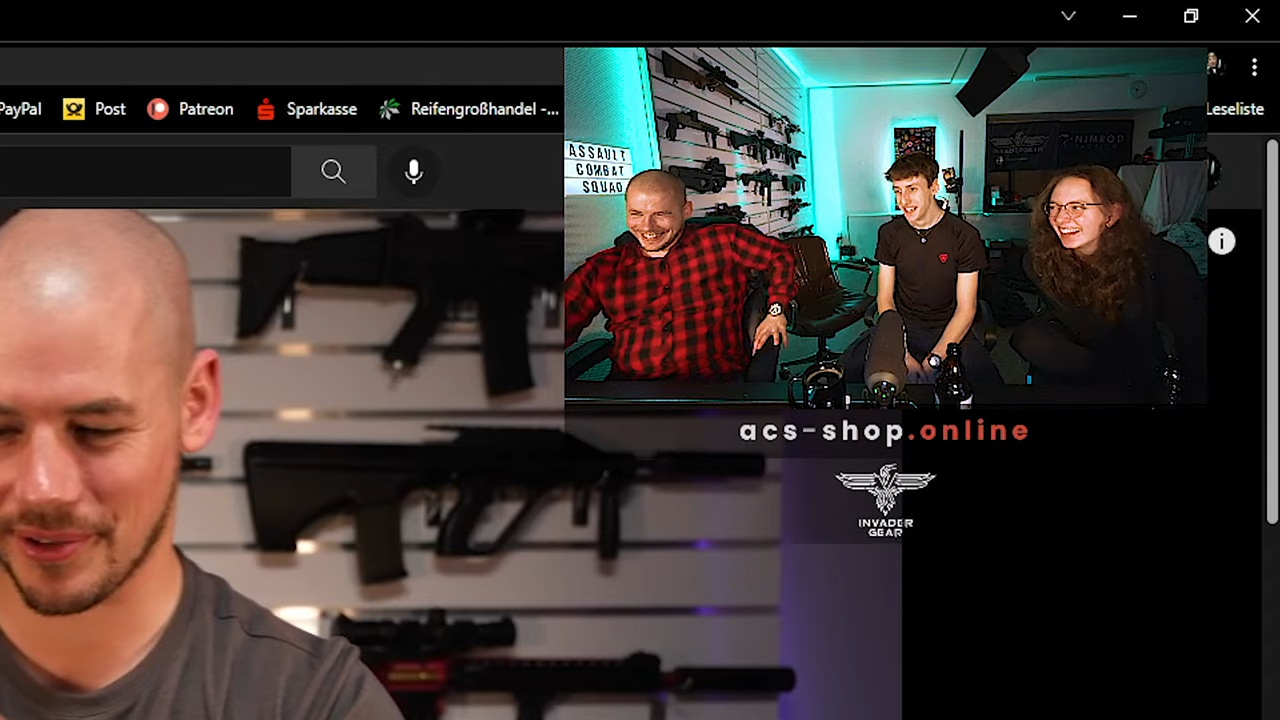 PayPal
Post
Patreon
Sparkasse
Reifengroßhandel -...
Leseliste
ASSAULT
COMBAT
SQUAD
NIMROD
acs-shop.online
INVADER
GEAR